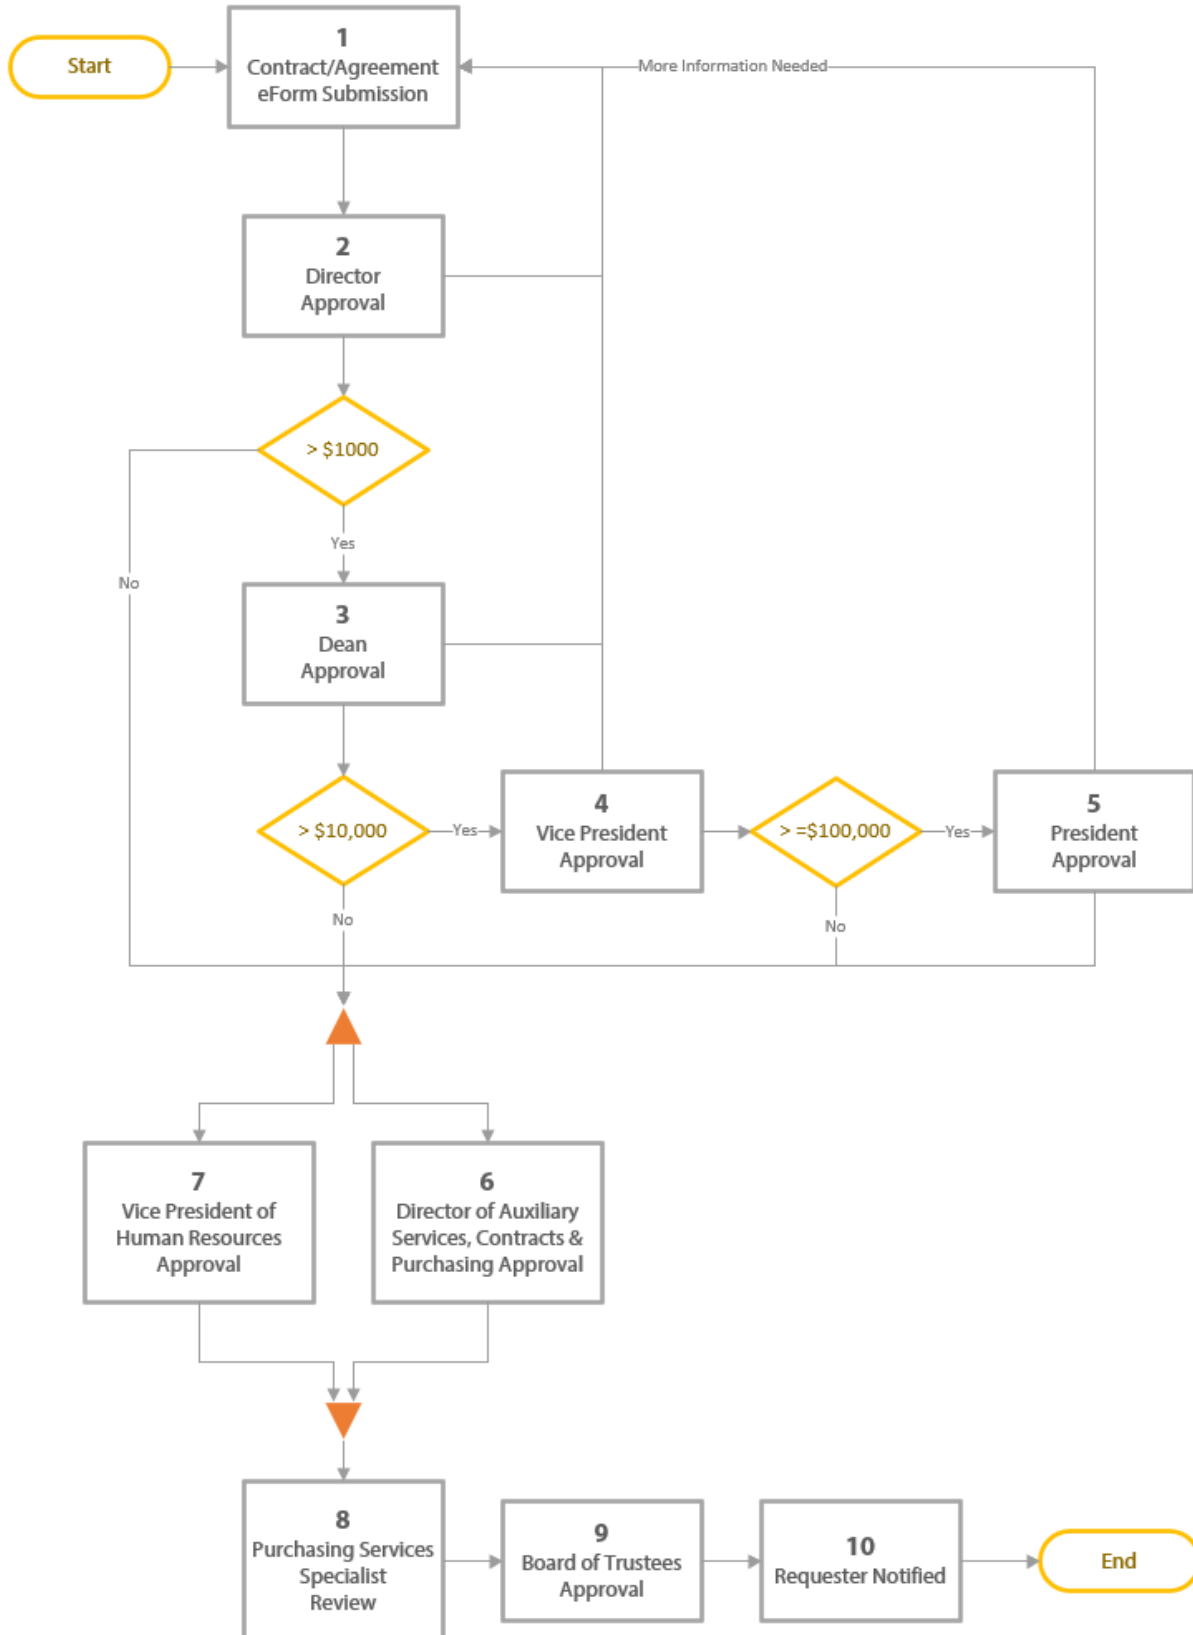 1
Start
Contract/Agreement
eForm Submission
More Information Needed
2
Director
Approval
> $1000
Yes
No
3
Dean
Approval
> $10,000
Yes
4
Vice President
Approval
> =$100,000
Yes
5
President
Approval
No
No
7
Vice President of
Human Resources
Approval
6
Director of Auxiliary
Services, Contracts &
Purchasing Approval
8
Purchasing Services
Specialist
Review
9
Board of Trustees
Approval
10
Requester Notified
End